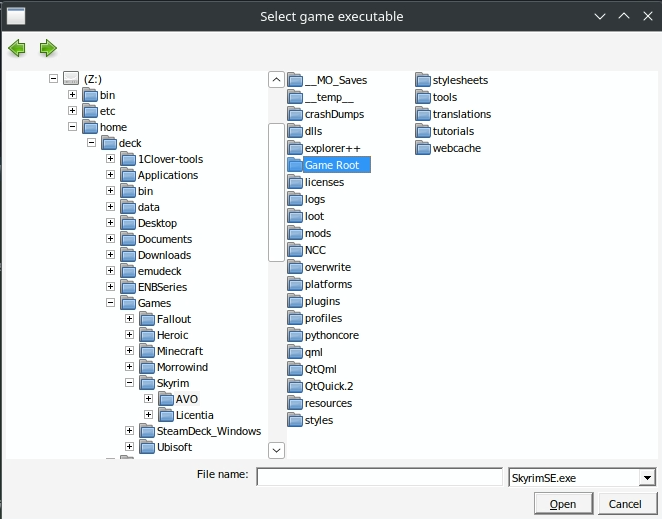 Select game executable
(Z:)
bin
etc
home
deck
1Clover-tools
Applications
bin
data
Desktop
Documents
Downloads
emudeck
ENBSeries
Games
Fallout
Heroic
Minecraft
Morrowind
Skyrim
AVO
Licentia
SteamDeck_Windows
Ubisoft
__MO_Saves
__temp__
crashDumps
dlls
explorer++
Game Root
licenses
logs
loot
mods
NCC
overwrite
platforms
plugins
profiles
pythoncore
qml
QtQml
QtQuick.2
resources
styles
stylesheets
tools
translations
tutorials
webcache
File name:
SkyrimSE.exe
Open
Cancel